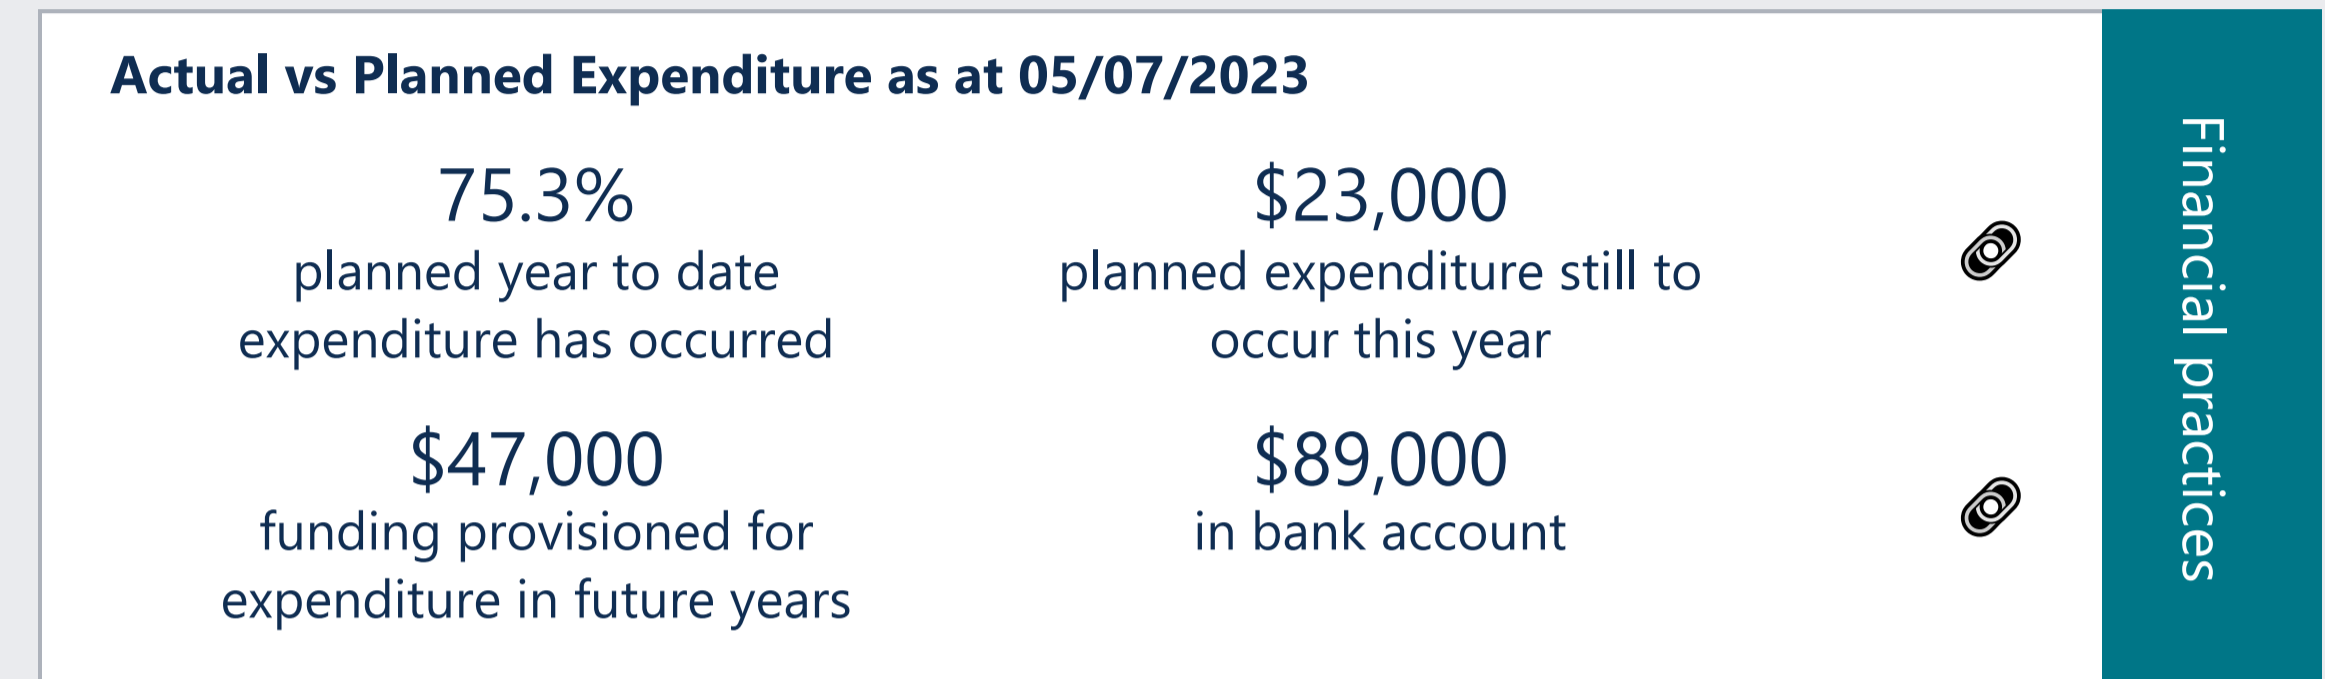 Actual vs Planned Expenditure as at 05/07/2023
75.3%
planned year to date
expenditure has occurred
$23,000
planned expenditure still to
occur this year
$47,000
funding provisioned for
expenditure in future years
$89,000
in bank account
Financial practices